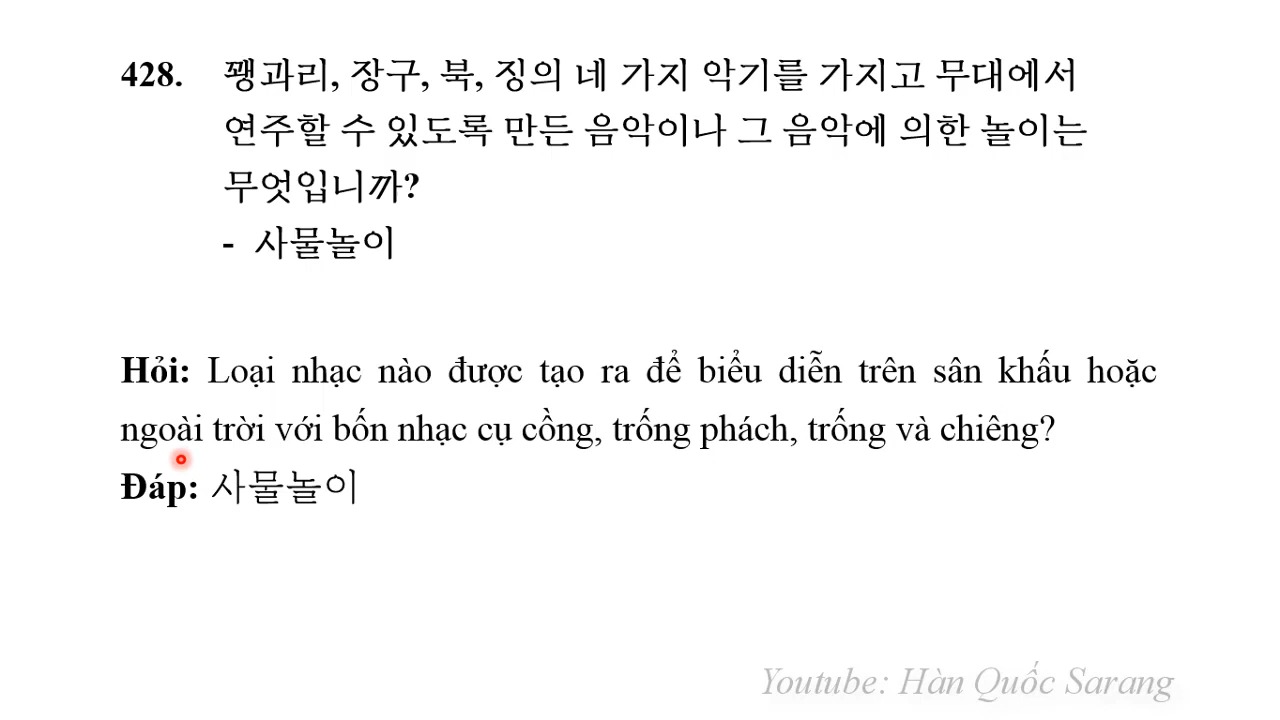 428. 꽹과리, 장구, 북, 징의 네 가지 악기를 가지고 무대에서
연주할 수 있도록 만든 음악이나 그 음악에 의한 놀이는
무엇입니까?
- 사물놀이
Hỏi: Loại nhạc nào được tạo ra để biểu diễn trên sân khấu hoặc
ngoài trời với bốn nhạc cụ cồng, trống phách, trống và chiêng?
Đáp: 사물놀이
Youtube: Hàn Quốc Sarang